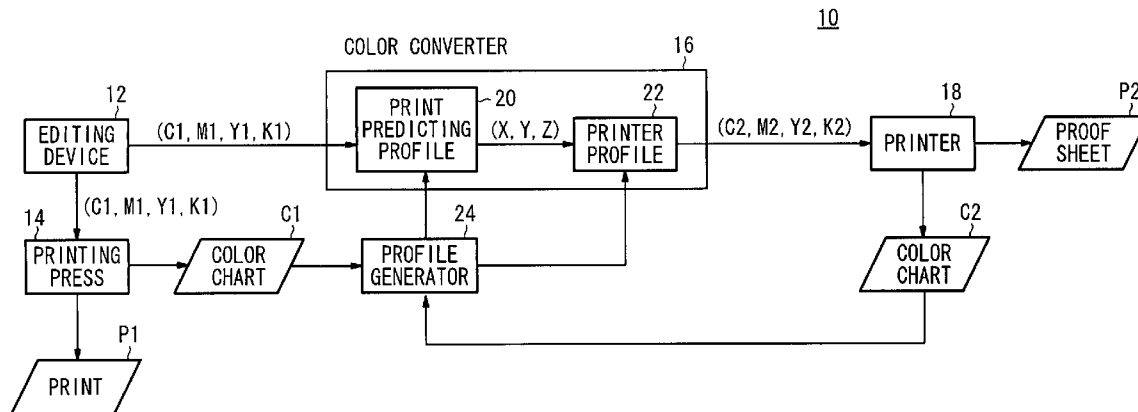 10
COLOR CONVERTER
16
12
20
22
18
P2
EDITING
DEVICE
(C1, M1, Y1, K1)
PRINT
PREDICTING
PROFILE
(X, Y, Z)
PRINTER
PROFILE
(C2, M2, Y2, K2)
PRINTER
PROOF
SHEET
(C1, M1, Y1, K1)
14
C1
24
C2
PRINTING
PRESS
COLOR
CHART
PROFILE
GENERATOR
COLOR
CHART
P1
PRINT